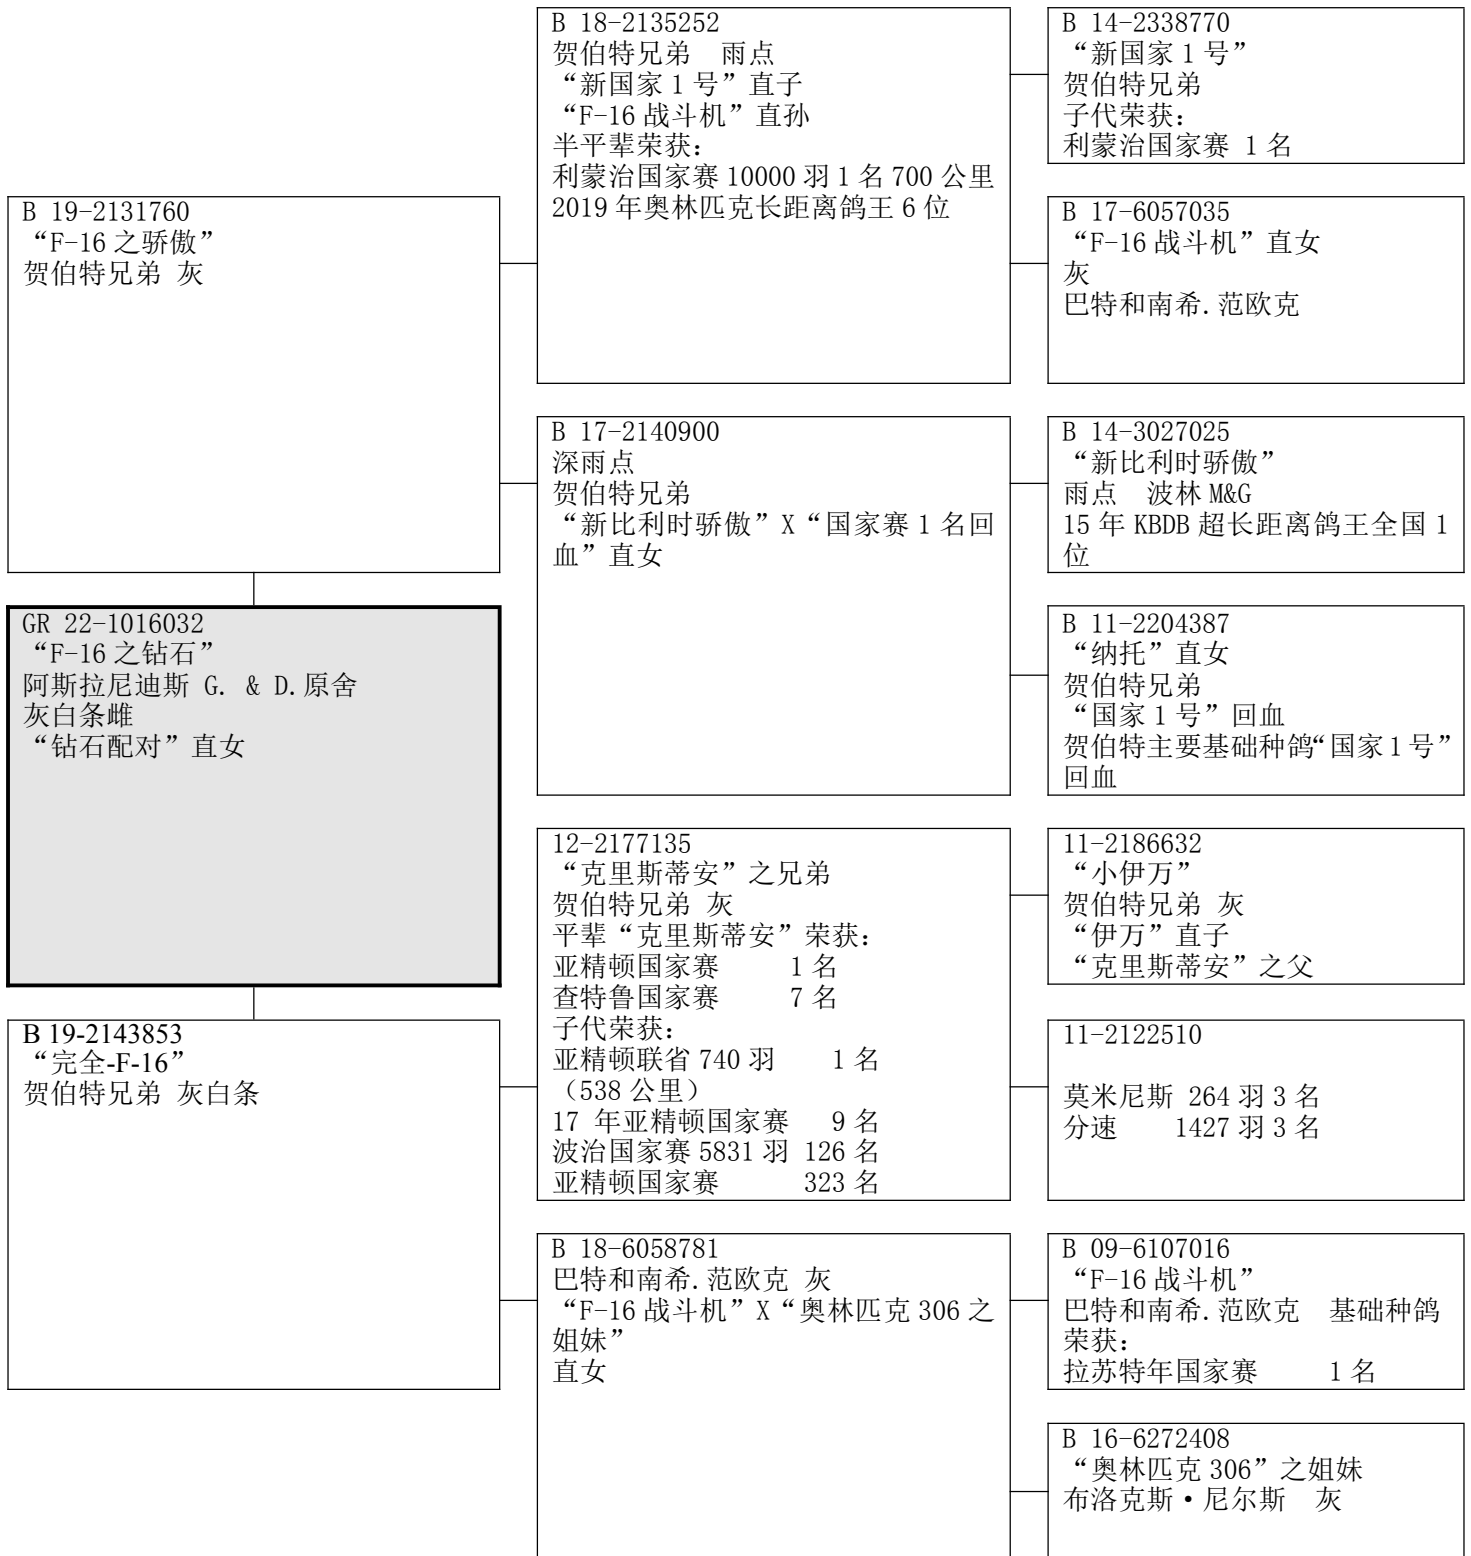 B 19-2131760
“F-16 之骄傲”
贺伯特兄弟 灰
GR 22-1016032
“F-16 之钻石”
阿斯拉尼迪斯 G. & D.原舍
灰白条雌
“钻石配对”直女
B 19-2143853
“完全-F-16”
贺伯特兄弟 灰白条
B 18-2135252
贺伯特兄弟 雨点
“新国家 1 号”直子
“F-16 战斗机”直孙
半平辈荣获：
利蒙治国家赛 10000 羽 1 名 700 公里
2019 年奥林匹克长距离鸽王 6 位
B 17-2140900
深雨点
贺伯特兄弟
“新比利时骄傲”X“国家赛 1 名回
血”直女
12-2177135
“克里斯蒂安”之兄弟
贺伯特兄弟 灰
平辈“克里斯蒂安”荣获：
亚精顿国家赛 1 名
查特鲁国家赛 7 名
子代荣获：
亚精顿联省 740 羽 1 名
（538 公里）
17 年亚精顿国家赛 9 名
波治国家赛 5831 羽 126 名
亚精顿国家赛 323 名
B 18-6058781
巴特和南希.范欧克 灰
“F-16 战斗机”X“奥林匹克 306 之
姐妹”
直女
B 14-2338770
“新国家 1 号”
贺伯特兄弟
子代荣获：
利蒙治国家赛 1 名
B 17-6057035
“F-16 战斗机”直女
灰
巴特和南希.范欧克
B 14-3027025
“新比利时骄傲”
雨点 波林 M&G
15 年 KBDB 超长距离鸽王全国 1
位
B 11-2204387
“纳托”直女
贺伯特兄弟
“国家 1 号”回血
贺伯特主要基础种鸽“国家 1 号”
回血
11-2186632
“小伊万”
贺伯特兄弟 灰
“伊万”直子
“克里斯蒂安”之父
11-2122510
莫米尼斯 264 羽 3 名
分速 1427 羽 3 名
B 09-6107016
“F-16 战斗机”
巴特和南希.范欧克 基础种鸽
荣获：
拉苏特年国家赛 1 名
B 16-6272408
“奥林匹克 306”之姐妹
布洛克斯·尼尔斯 灰